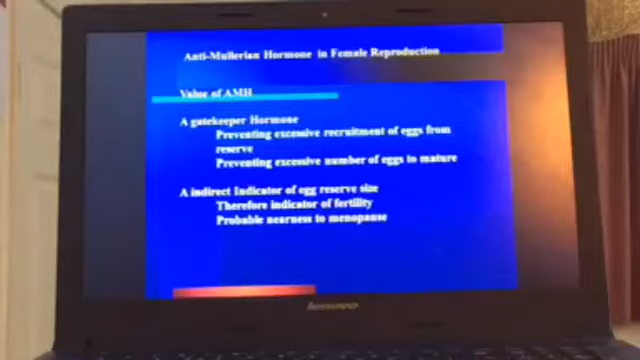 Anti-Mullerian Hormone in Female Reproduction
Value of AMH
A gatekeeper Hormone
Preventing excessive recruitment of eggs from
reserve
Preventing excessive number of eggs to mature
A indirect Indicator of egg reserve size
Therefore indicator of fertility
Probable nearness to menopause
lenovo